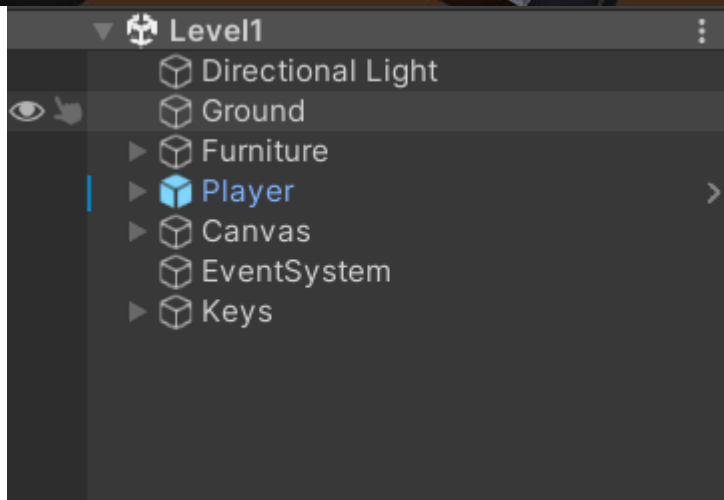 Level1
Directional Light
Ground
Furniture
Player
Canvas
EventSystem
Keys